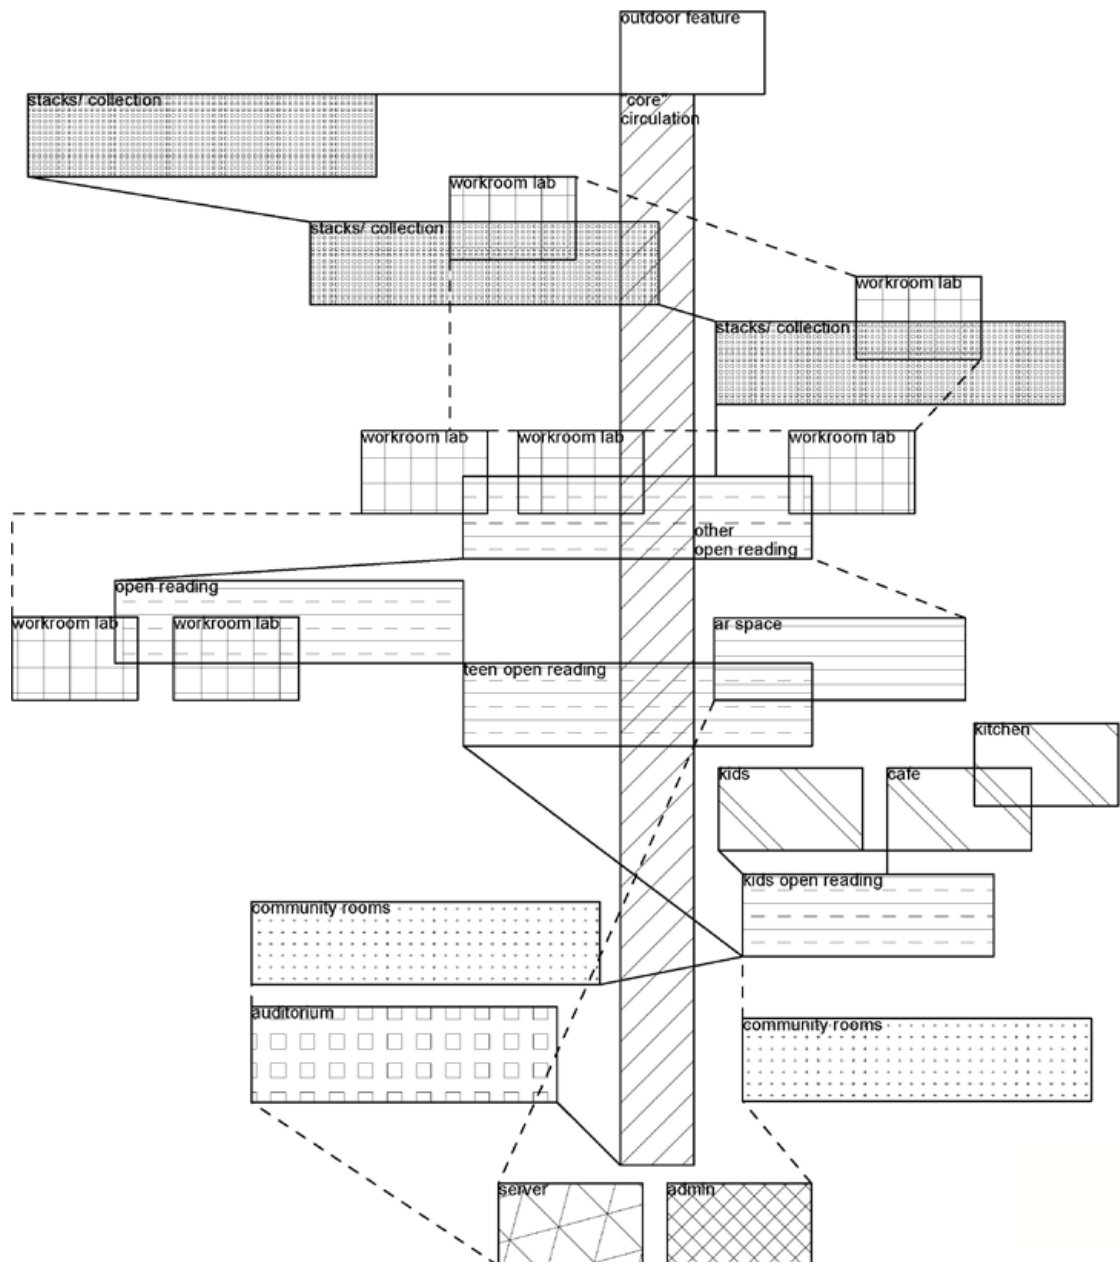 outdoor feature
stacks/ collection
"core"
circulation
workroom lab
stacks/ collection
workroom lab
stacks/ collection
workroom lab
workroom lab
workroom lab
other
open reading
open reading
workroom lab
workroom lab
ar space
teen open reading
kitchen
kids
cafe
kids open reading
community rooms
auditorium
community rooms
server
admin